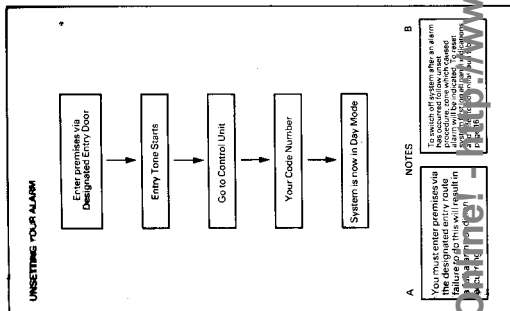 UNSETTING YOUR ALARM
Enter premises via
Designated Entry Door
Entry Tone Starts
Go to Control Unit
Your Code Number
System is now in Day Mode
NOTES
A
You must enter premises via
the designated entry route
failure to do this will result in
B
To switch off system after an alarm
has occurred follow unset
procedure, zone which caused
alarm will be indicated. To reset
Online! - http://www